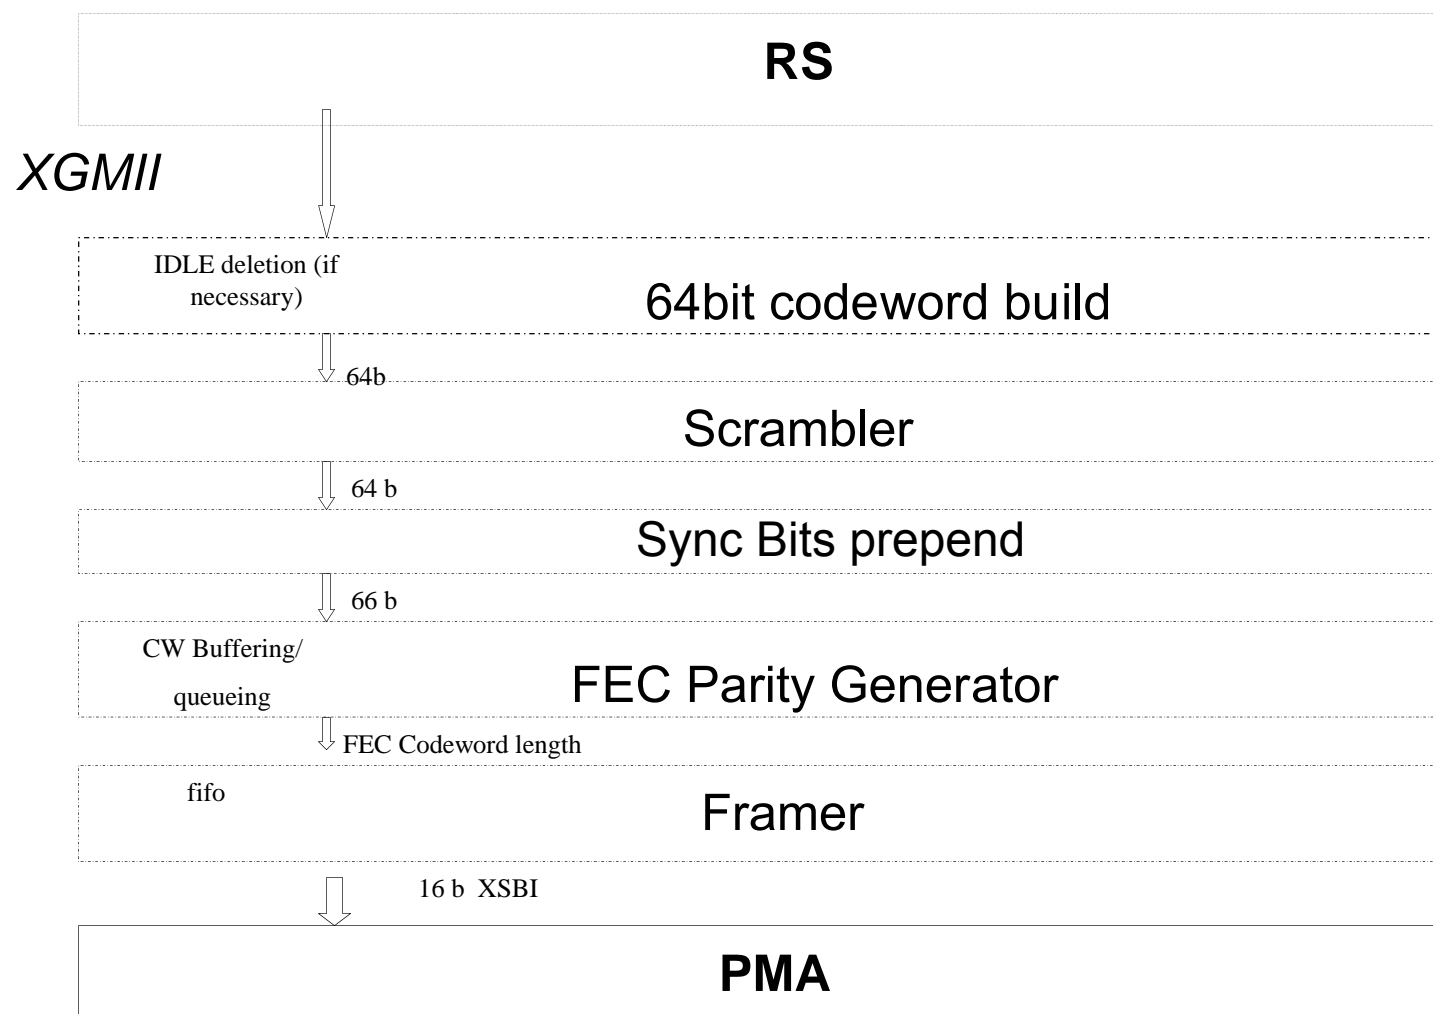 RS
XGMII
IDLE deletion (if
necessary)
64bit codeword build
64b
Scrambler
64 b
Sync Bits prepend
66 b
CW Buffering/
queueing
FEC Parity Generator
FEC Codeword length
fifo
Framer
16 b XSBI
PMA